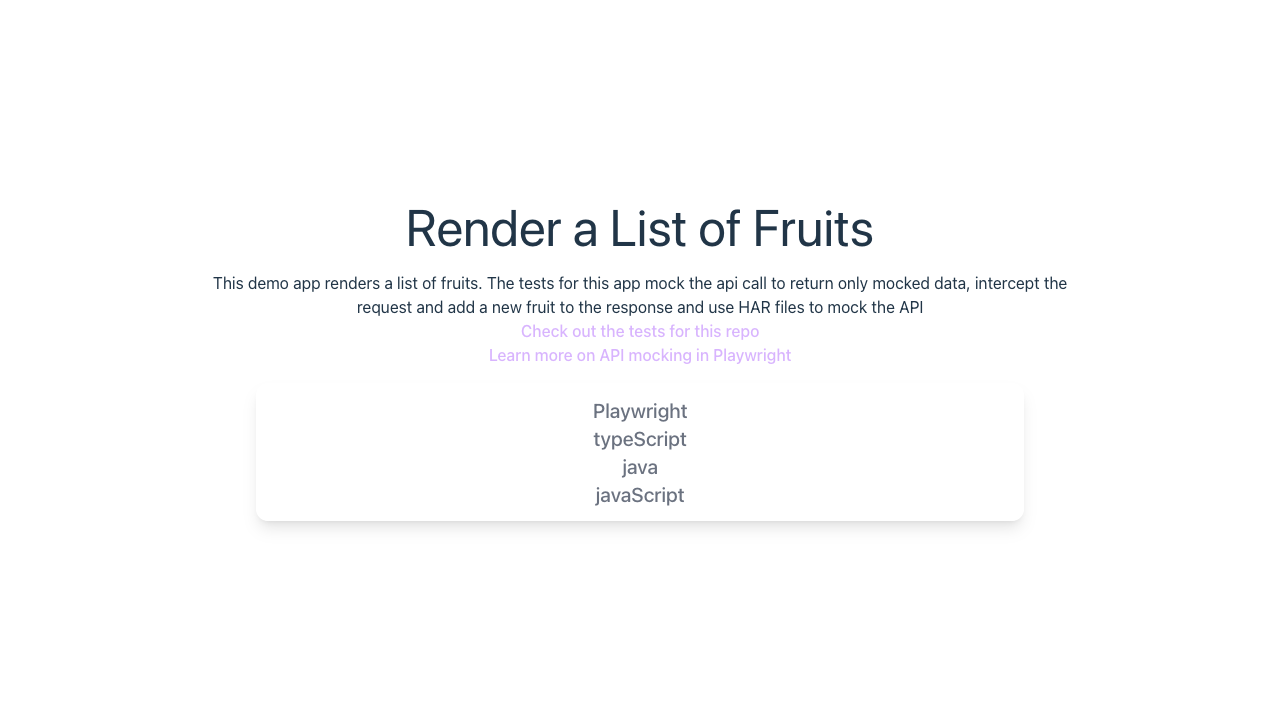 Render a List of Fruits
This demo app renders a list of fruits. The tests for this app mock the api call to return only mocked data, intercept the
request and add a new fruit to the response and use HAR files to mock the API
Check out the tests for this repo
Learn more on API mocking in Playwright
Playwright
typeScript
java
javaScript